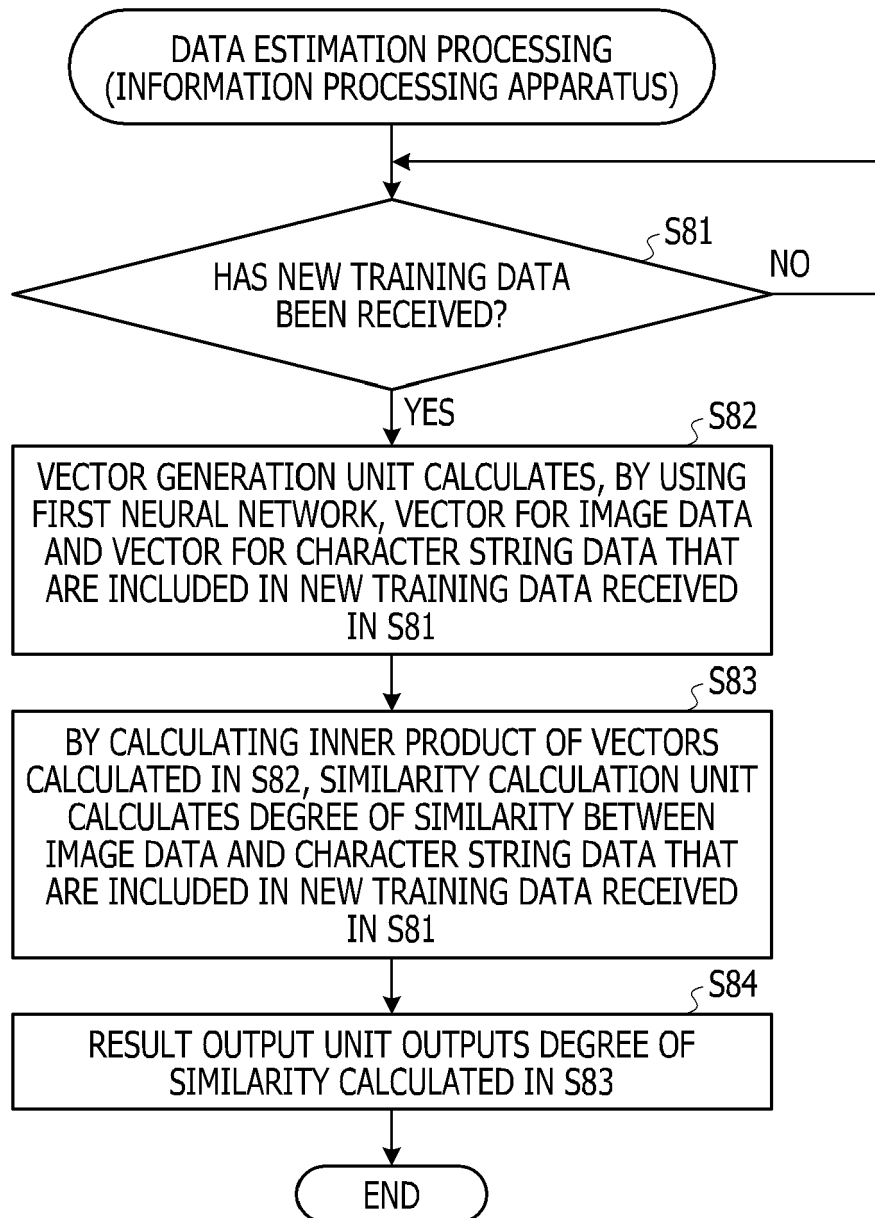 DATA ESTIMATION PROCESSING
(INFORMATION PROCESSING APPARATUS)
S81
HAS NEW TRAINING DATA
BEEN RECEIVED?
NO
YES
S82
VECTOR GENERATION UNIT CALCULATES, BY USING
FIRST NEURAL NETWORK, VECTOR FOR IMAGE DATA
AND VECTOR FOR CHARACTER STRING DATA THAT
ARE INCLUDED IN NEW TRAINING DATA RECEIVED
IN S81
S83
BY CALCULATING INNER PRODUCT OF VECTORS
CALCULATED IN S82, SIMILARITY CALCULATION UNIT
CALCULATES DEGREE OF SIMILARITY BETWEEN
IMAGE DATA AND CHARACTER STRING DATA THAT
ARE INCLUDED IN NEW TRAINING DATA RECEIVED
IN S81
S84
RESULT OUTPUT UNIT OUTPUTS DEGREE OF
SIMILARITY CALCULATED IN S83
END